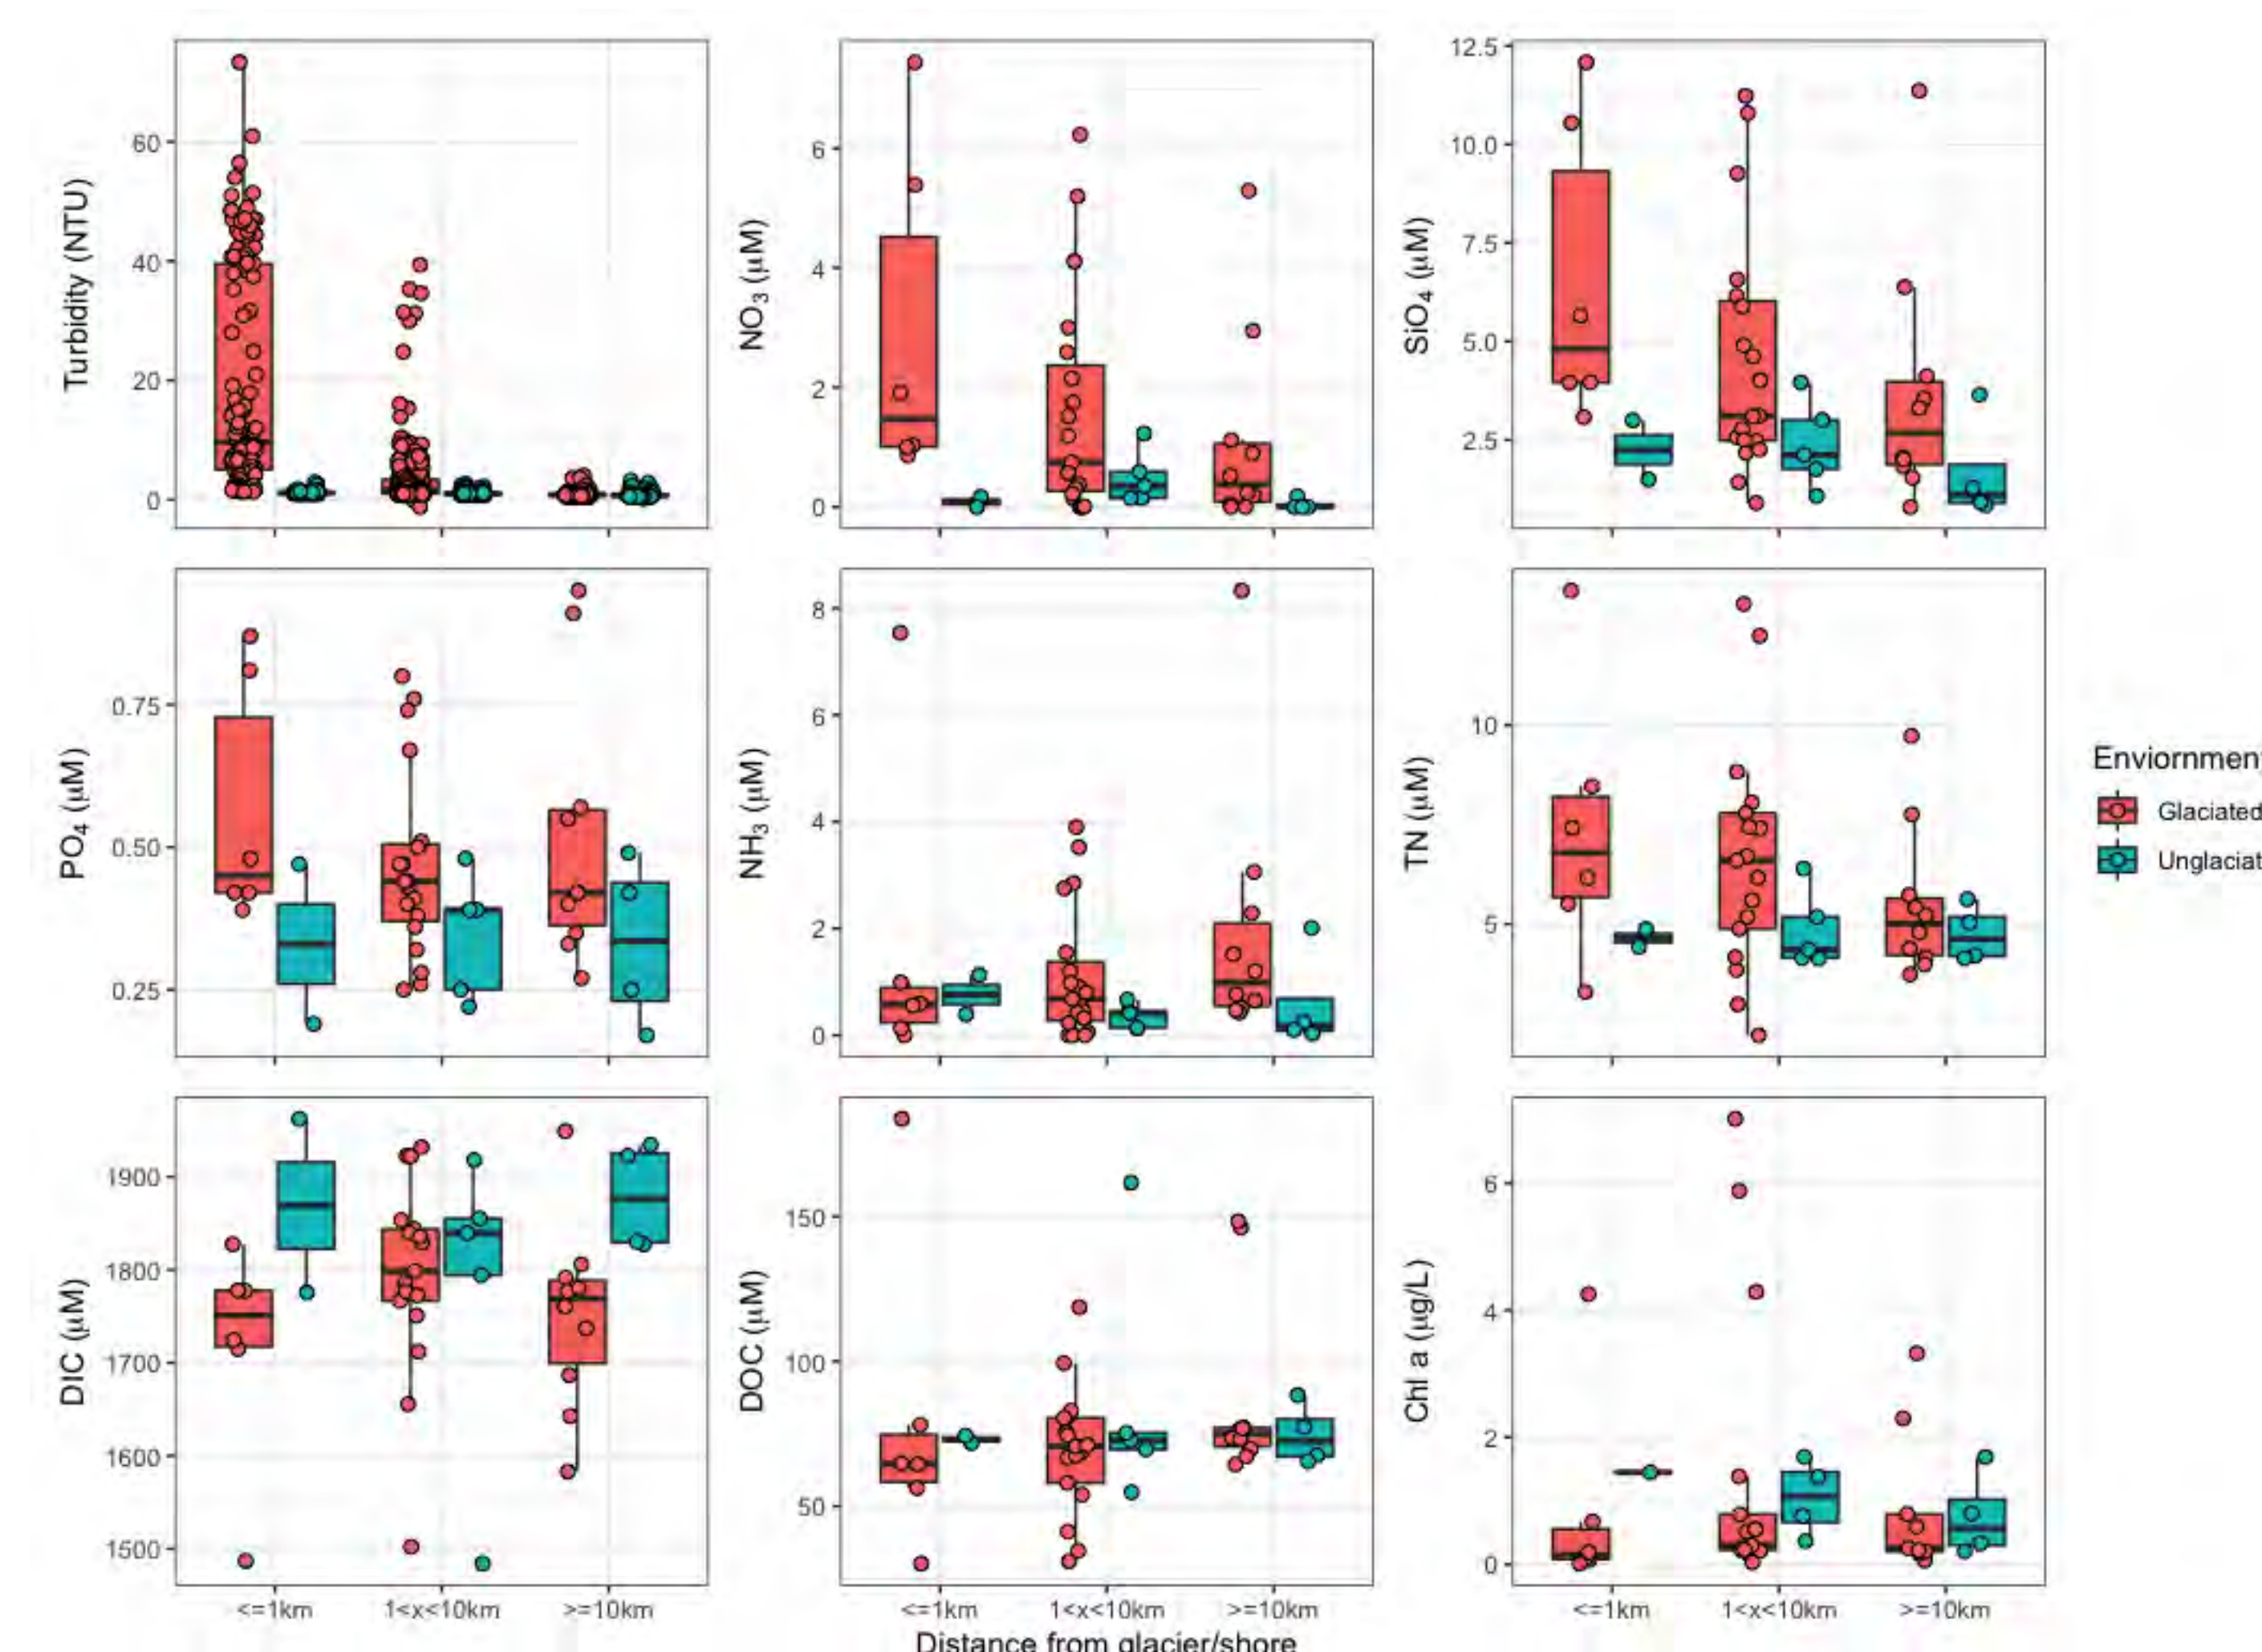 Turbidity (NTU)
60
40
20
0
NO3 (μM)
6
4
2
0
SiO4 (μM)
12.5
10.0
7.5
5.0
2.5
PO4 (μM)
0.75
0.50
0.25
NH3 (μM)
8
6
4
2
0
TN (μM)
10
5
Enviornment
Glaciated
Unglaciat
DIC (μM)
1900
1800
1700
1600
1500
<=1km 1<x<10km >=10km
DOC (μM)
150
100
50
<=1km 1<x<10km >=10km
Chl a (μg/L)
6
4
2
0
<=1km 1<x<10km >=10km
Distance from glacier/shore